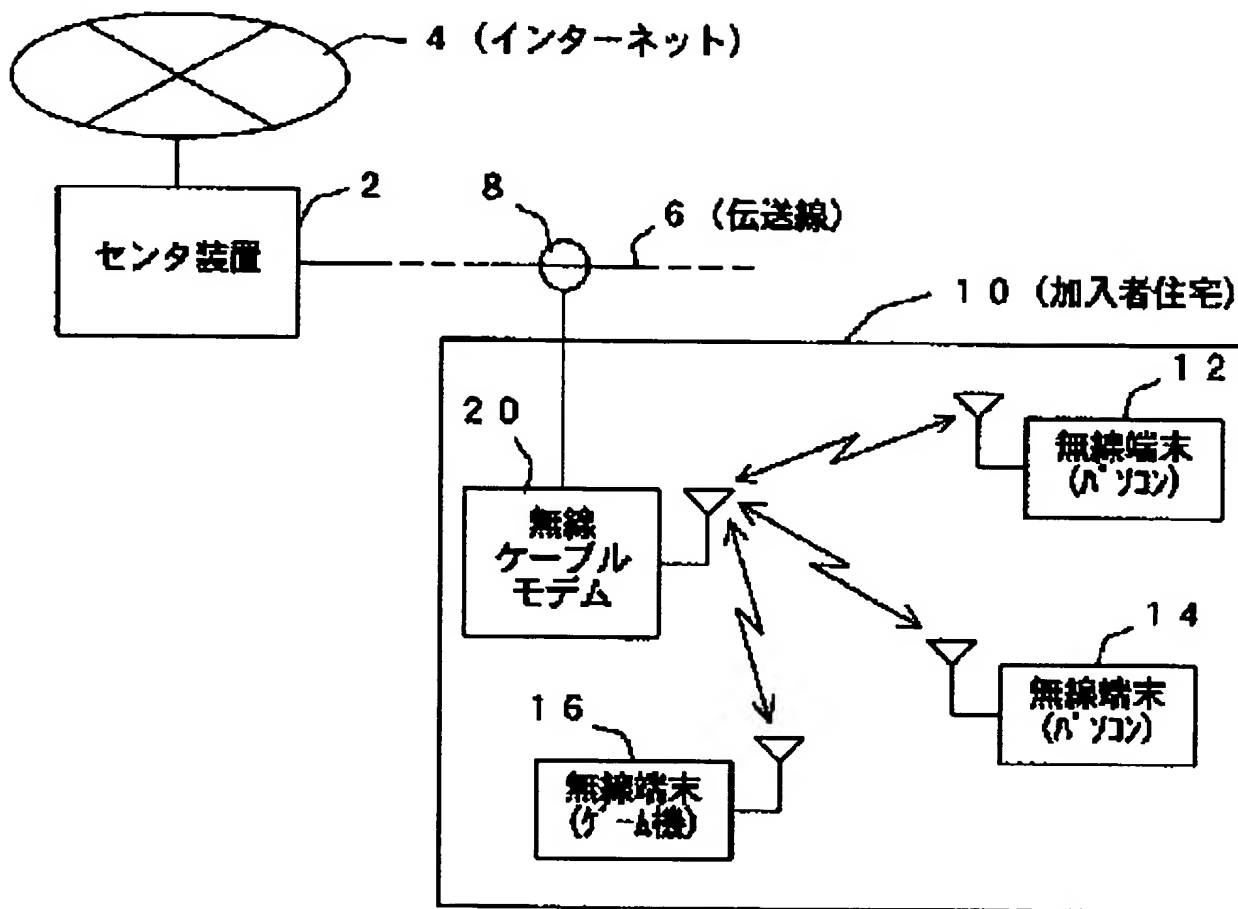 4 (インターネット)
2
センタ装置
8
6 (伝送線)
10 (加入者住宅)
12
無線端末
(パソコン)
20
無線
ケーブル
モデム
14
無線端末
(パソコン)
16
無線端末
(ゲーム機)